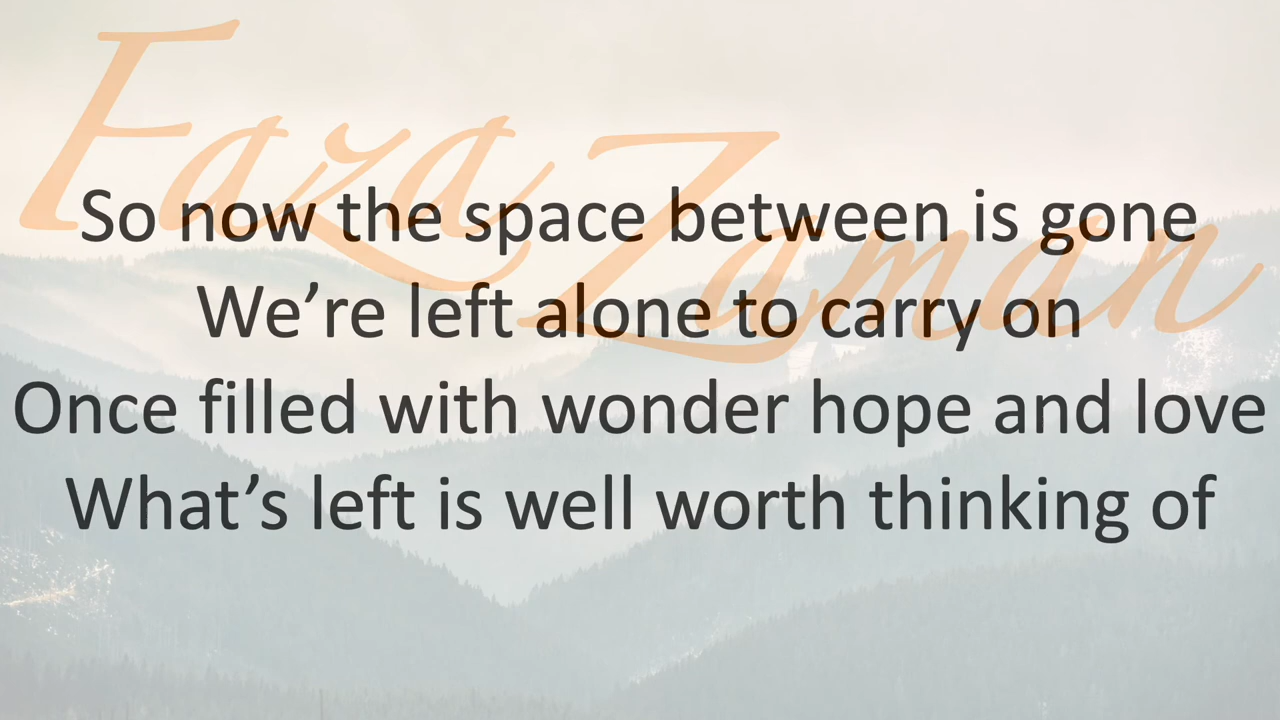 Faza Zaman
So now the space between is gone
We’re left alone to carry on
Once filled with wonder hope and love
What’s left is well worth thinking of